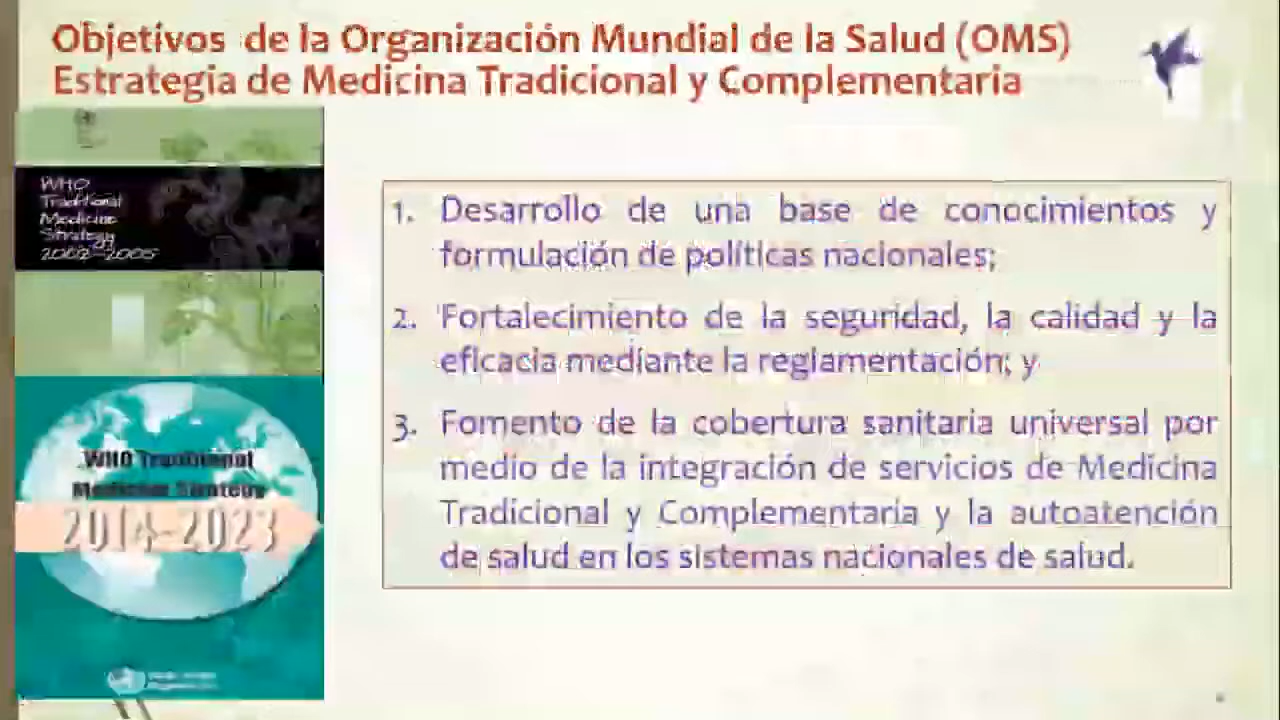 Objetivos de la Organización Mundial de la Salud (OMS)
Estrategia de Medicina Tradicional y Complementaria
WHO
Traditional
Medicine
Strategy
2002-2005
WHO Traditional
Medicine Strategy
2014-2023
1. Desarrollo de una base de conocimientos y
formulación de políticas nacionales;
2. Fortalecimiento de la seguridad, la calidad y la
eficacia mediante la reglamentación; y
3. Fomento de la cobertura sanitaria universal por
medio de la integración de servicios de Medicina
Tradicional y Complementaria y la autoatención
de salud en los sistemas nacionales de salud.